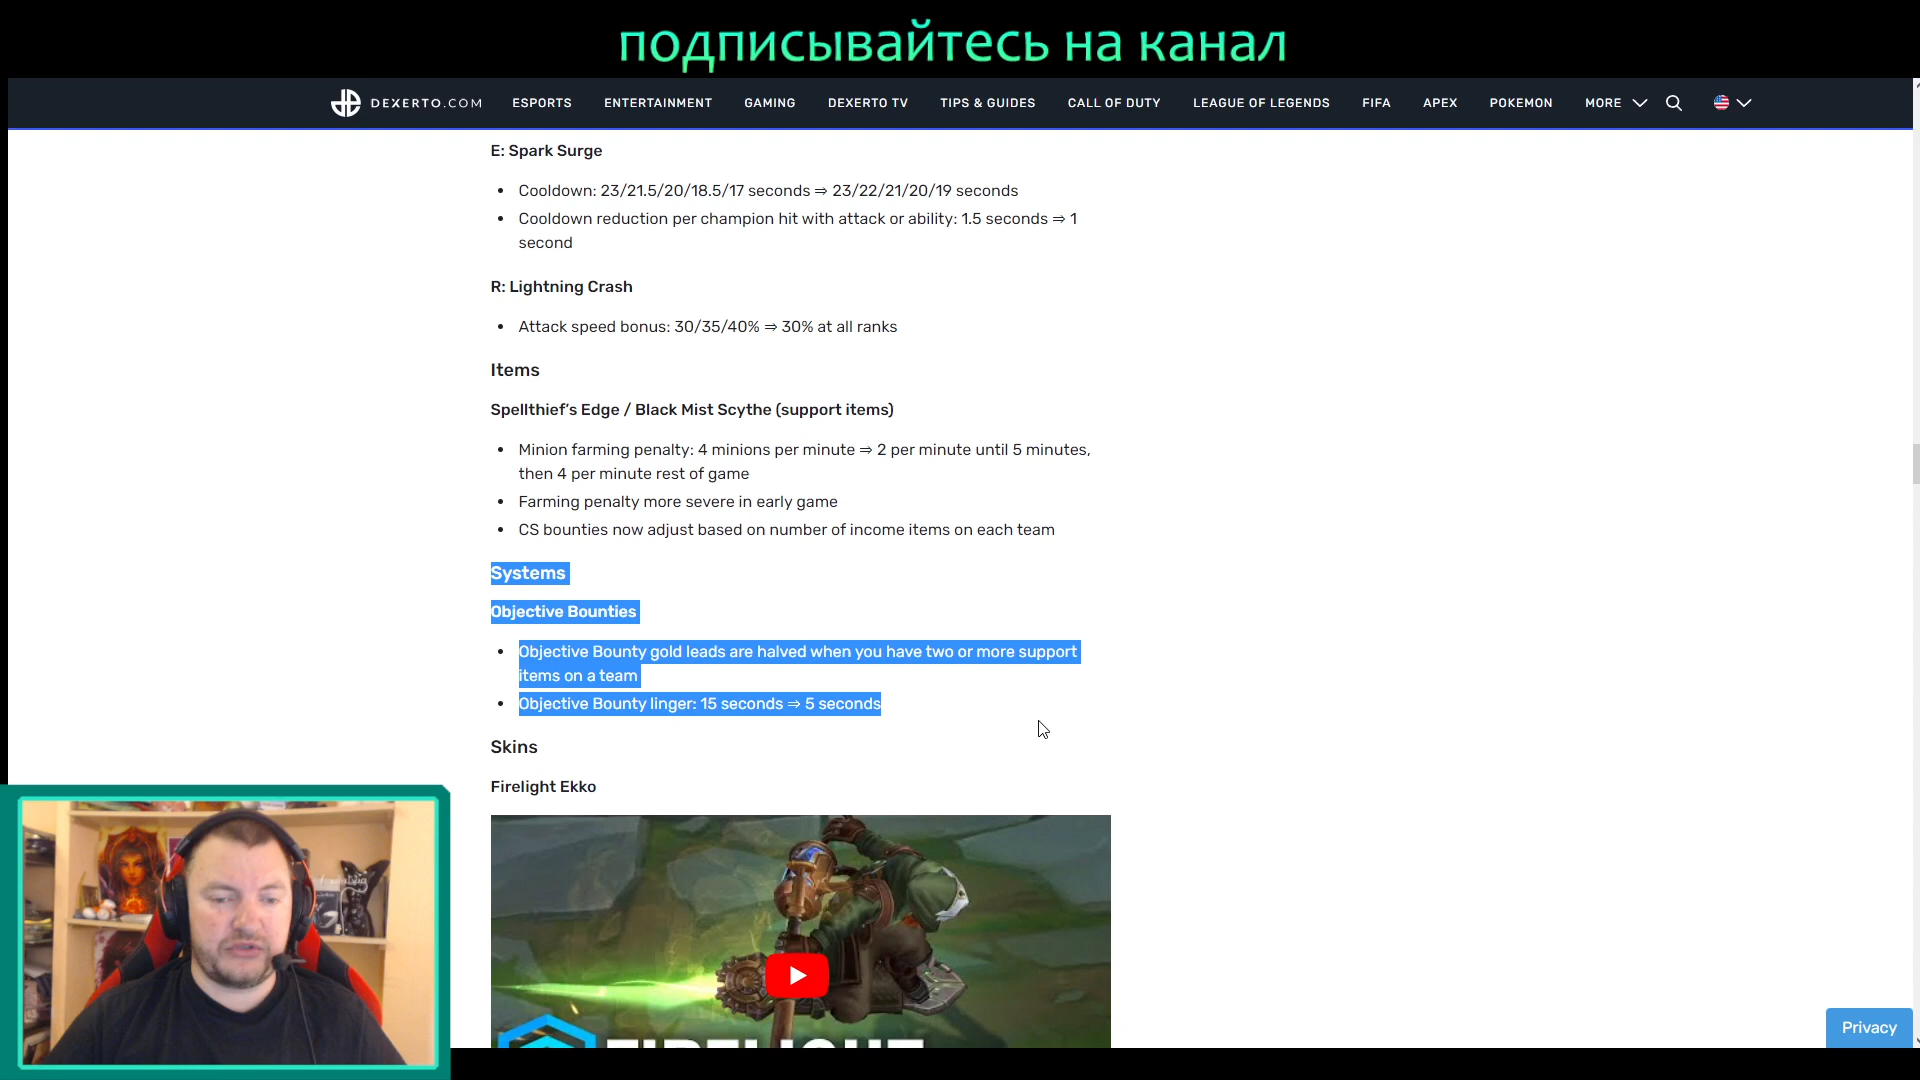 подписывайтесь на канал
DEXERTO.COM ESPORTS ENTERTAINMENT GAMING DEXERTO TV TIPS & GUIDES CALL OF DUTY LEAGUE OF LEGENDS FIFA APEX POKEMON MORE
E: Spark Surge
Cooldown: 23/21.5/20/18.5/17 seconds ⇒ 23/22/21/20/19 seconds
Cooldown reduction per champion hit with attack or ability: 1.5 seconds ⇒ 1
second
R: Lightning Crash
Attack speed bonus: 30/35/40% ⇒ 30% at all ranks
Items
Spellthief’s Edge / Black Mist Scythe (support items)
Minion farming penalty: 4 minions per minute ⇒ 2 per minute until 5 minutes,
then 4 per minute rest of game
Farming penalty more severe in early game
CS bounties now adjust based on number of income items on each team
Systems
Objective Bounties
Objective Bounty gold leads are halved when you have two or more support
items on a team
Objective Bounty linger: 15 seconds ⇒ 5 seconds
Skins
Firelight Ekko
FIRELIGHT
Privacy